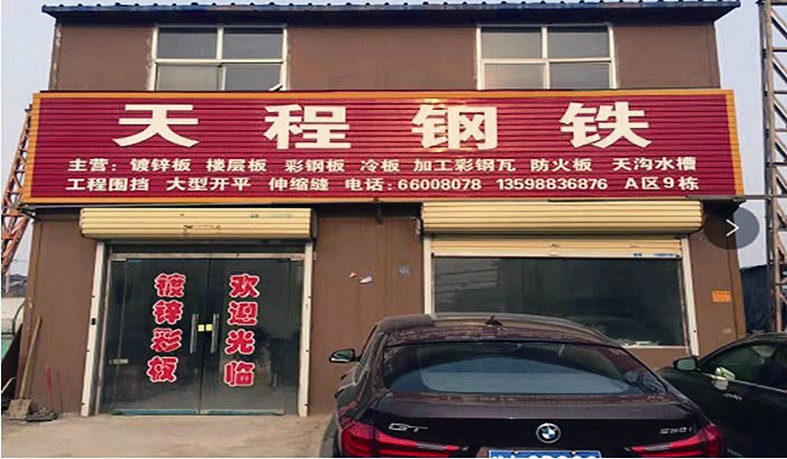 天程钢铁
主营：镀锌板 楼层板 彩钢板 冷板 加工彩钢瓦 防火板 天沟水槽
工程围挡 大型开平 伸缩缝 电话:66008078 13598836876 A区9栋
镀锌彩板
欢迎光临
GT